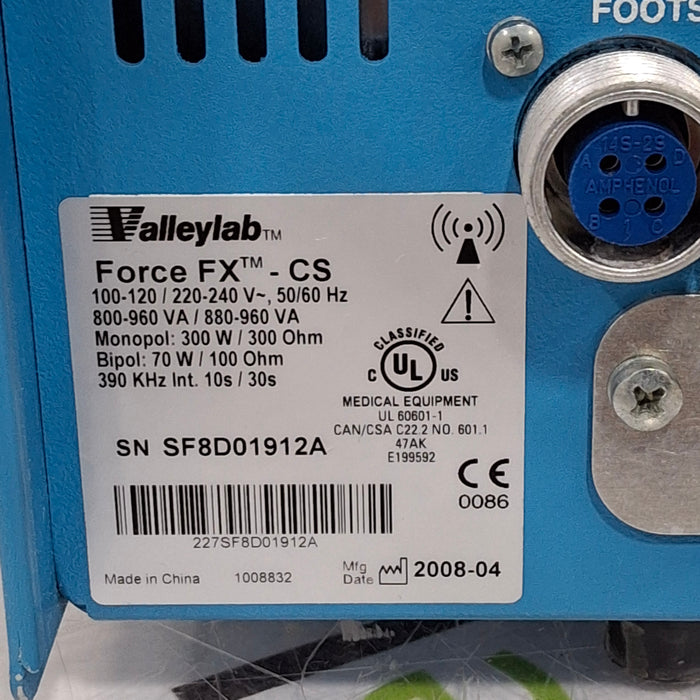 FOOTS
14S-2S
A D
AMPHENOL
B C
Valleylab™
Force FX™ - CS
100-120 / 220-240 V~, 50/60 Hz
800-960 VA / 880-960 VA
Monopol: 300 W / 300 Ohm
Bipol: 70 W / 100 Ohm
390 KHz Int. 10s / 30s
SN SF8D01912A
CLASSIFIED
C UL US
MEDICAL EQUIPMENT
UL 60601-1
CAN/CSA C22.2 NO. 601.1
47AK
E199592
CE
0086
227SF8D01912A
Made in China 1008832
Mfg Date 2008-04